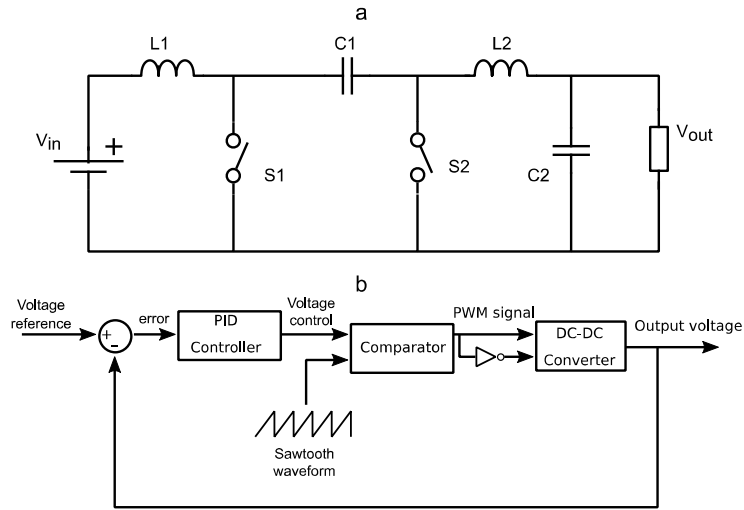 a
L1
C1
L2
Vin
+
S1
S2
C2
Vout
b
Voltage
reference
+
−
error
PID
Controller
Voltage
control
Comparator
PWM signal
DC-DC
Converter
Output voltage
Sawtooth
waveform